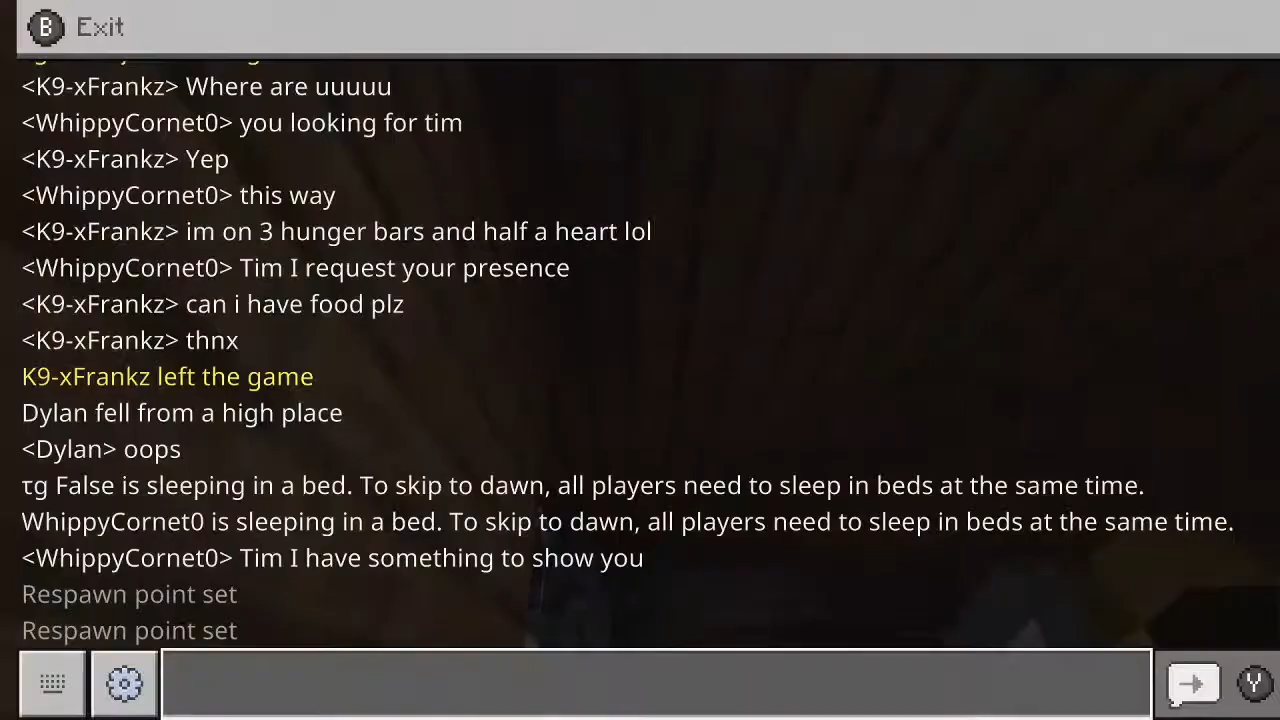 B Exit
<K9-xFrankz> Where are uuuuu
<WhippyCornet0> you looking for tim
<K9-xFrankz> Yep
<WhippyCornet0> this way
<K9-xFrankz> im on 3 hunger bars and half a heart lol
<WhippyCornet0> Tim I request your presence
<K9-xFrankz> can i have food plz
<K9-xFrankz> thnx
K9-xFrankz left the game
Dylan fell from a high place
<Dylan> oops
τg False is sleeping in a bed. To skip to dawn, all players need to sleep in beds at the same time.
WhippyCornet0 is sleeping in a bed. To skip to dawn, all players need to sleep in beds at the same time.
<WhippyCornet0> Tim I have something to show you
Respawn point set
Respawn point set
Y